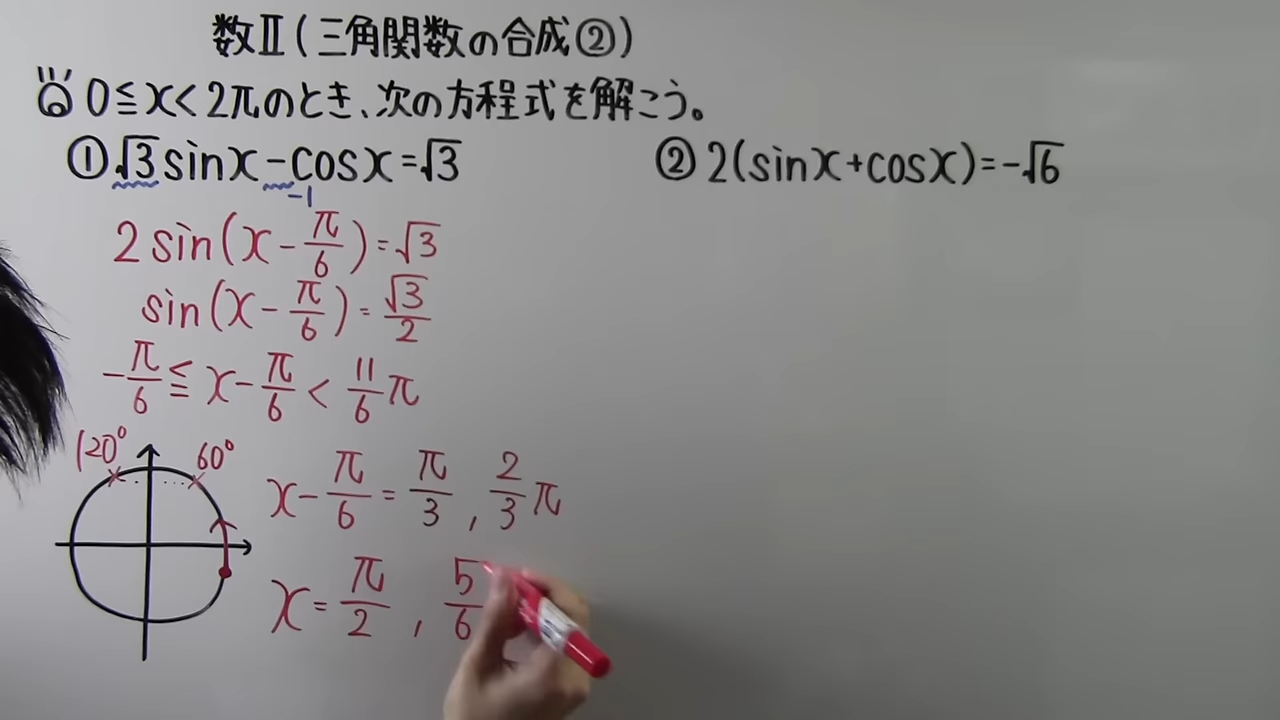 数Ⅱ(三角関数の合成②)
0≦x<2πのとき、次の方程式を解こう。
①√3sinx-cosx=√3
-1
2sin(x-π/6)=√3
sin(x-π/6)=√3/2
-π/6≦x-π/6<11/6π
120° 60°
x-π/6=π/3,2/3π
x=π/2,5/6
②2(sinx+cosx)=-√6